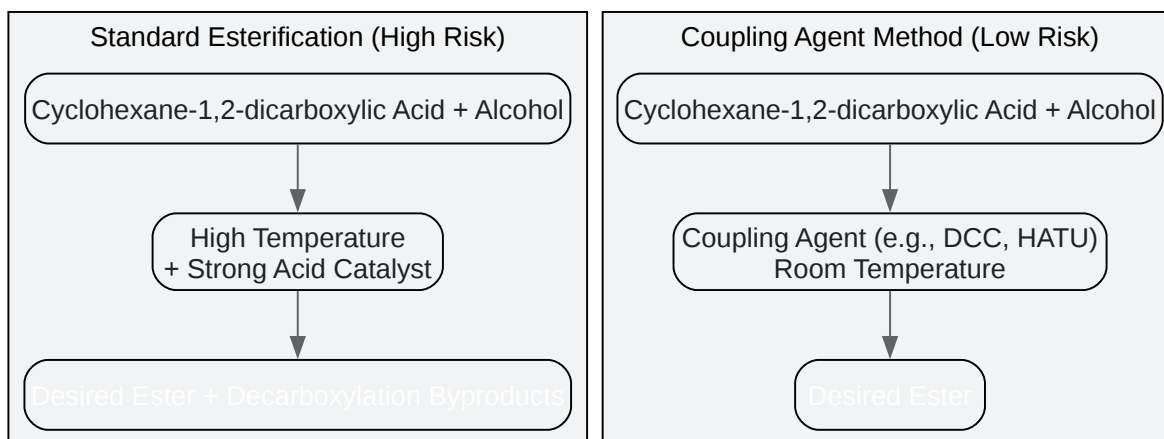 Standard Esterification (High Risk)
Cyclohexane-1,2-dicarboxylic Acid + Alcohol
High Temperature
+ Strong Acid Catalyst
Desired Ester + Decarboxylation Byproducts
Coupling Agent Method (Low Risk)
Cyclohexane-1,2-dicarboxylic Acid + Alcohol
Coupling Agent (e.g., DCC, HATU)
Room Temperature
Desired Ester